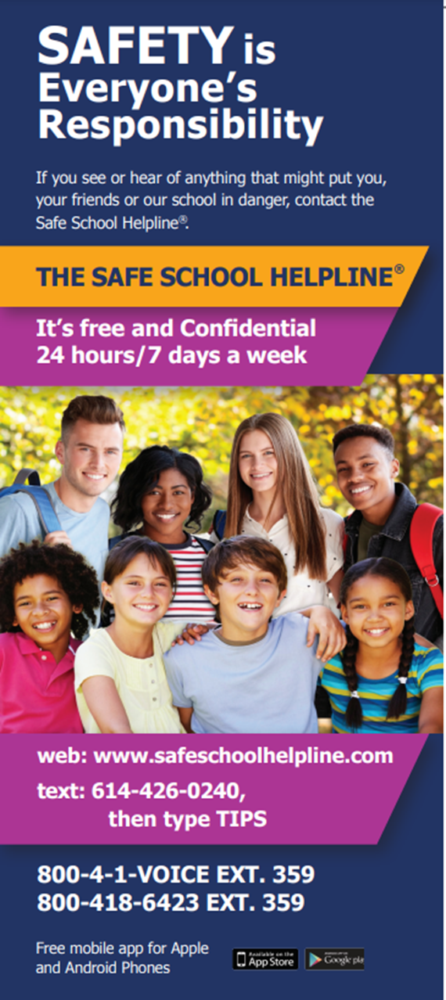 SAFETY is
Everyone's
Responsibility
If you see or hear of anything that might put you,
your friends or our school in danger, contact the
Safe School Helpline®.
THE SAFE SCHOOL HELPLINE®
It's free and Confidential
24 hours/7 days a week
web: www.safeschoolhelpline.com
text: 614-426-0240,
then type TIPS
800-4-1-VOICE EXT. 359
800-418-6423 EXT. 359
Free mobile app for Apple
and Android Phones
Available on the
App Store
Google pla